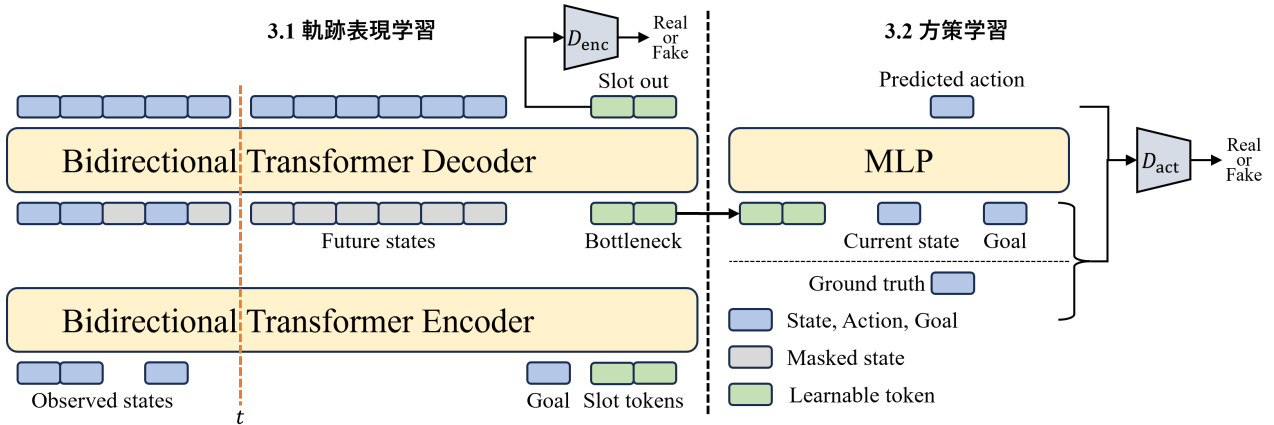 3.1 軌跡表現学習
D_enc
Real
or
Fake
Slot out
Bidirectional Transformer Decoder
Future states
Bottleneck
Bidirectional Transformer Encoder
Observed states
Goal
Slot tokens
t
3.2 方策学習
Predicted action
MLP
D_act
Real
or
Fake
Current state
Goal
Ground truth
State, Action, Goal
Masked state
Learnable token